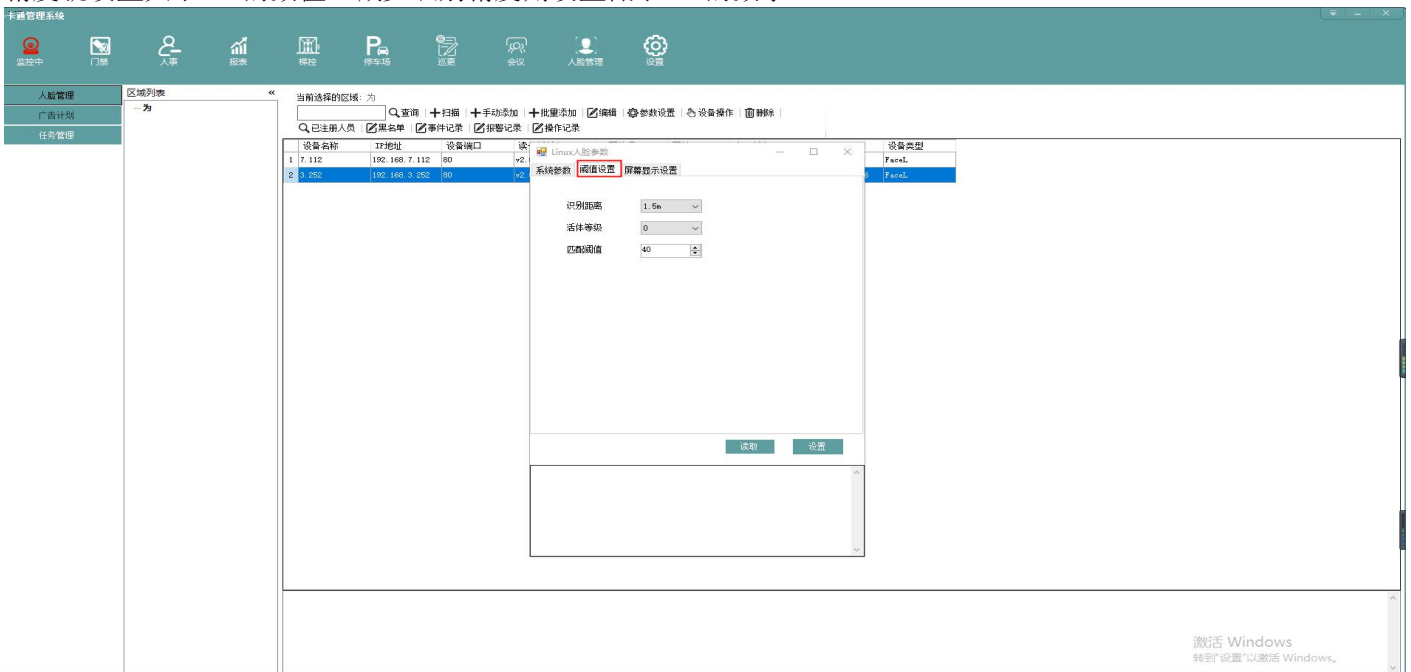 卡通管理系统
监控中 门禁 人事 报表 梯控 停车场 巡更 会议 人脸管理 设置
人脸管理
广告计划
任务管理
区域列表 «
为
当前选择的区域: 为
查询 扫描 手动添加 批量添加 编辑 参数设置 设备操作 删除
已注册人员 黑名单 事件记录 报警记录 操作记录
设备名称 IP地址 设备端口 设备类型
1 7.112 192.168.7.112 80 v2. FaceL
2 3.252 192.168.3.252 80 v2. FaceL
Linux人脸参数
系统参数 阈值设置 屏幕显示设置
识别距离 1.5m
活体等级 0
匹配阈值 40
读取 设置
激活 Windows
转到"设置"以激活 Windows。